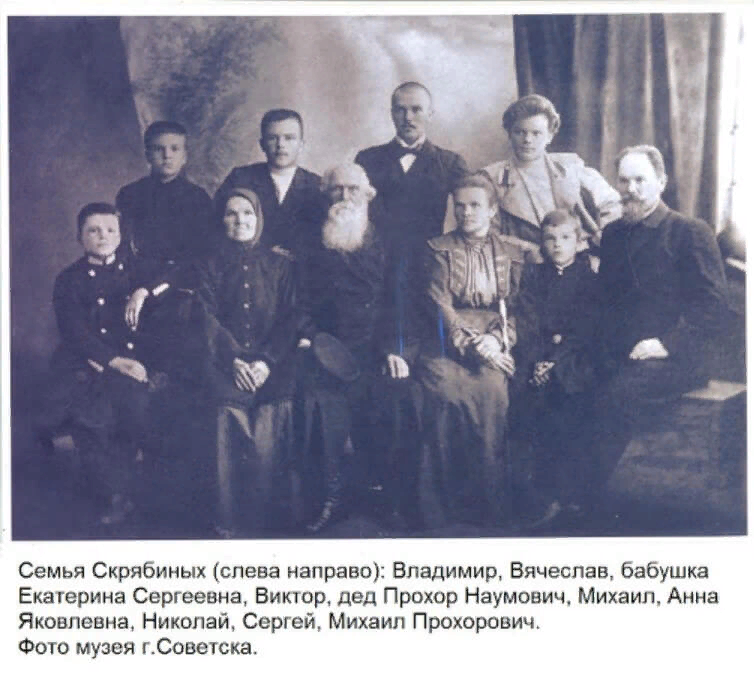 Семья Скрябиных (слева направо): Владимир, Вячеслав, бабушка
Екатерина Сергеевна, Виктор, дед Прохор Наумович, Михаил, Анна
Яковлевна, Николай, Сергей, Михаил Прохорович.
Фото музея г.Советска.